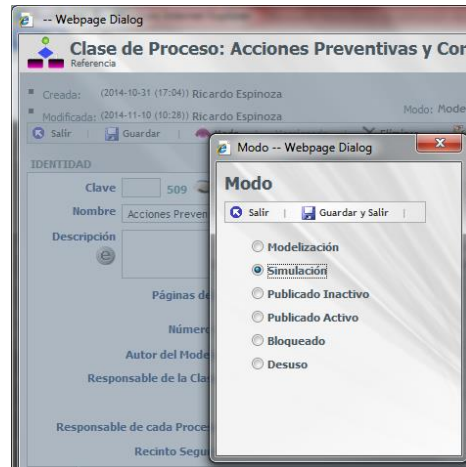 -- Webpage Dialog
Clase de Proceso: Acciones Preventivas y Cor
Referencia
Creada: (2014-10-31 (17:04)) Ricardo Espinoza
Modificada: (2014-11-10 (10:28)) Ricardo Espinoza
Modo: Mode
Salir | Guardar |
IDENTIDAD
Clave 509
Nombre Acciones Preven
Descripción
Páginas de
Número
Autor del Mode
Responsable de la Clas
Responsable de cada Proce
Recinto Segu
Modo -- Webpage Dialog
Modo
Salir | Guardar y Salir |
Modelización
Simulación
Publicado Inactivo
Publicado Activo
Bloqueado
Desuso